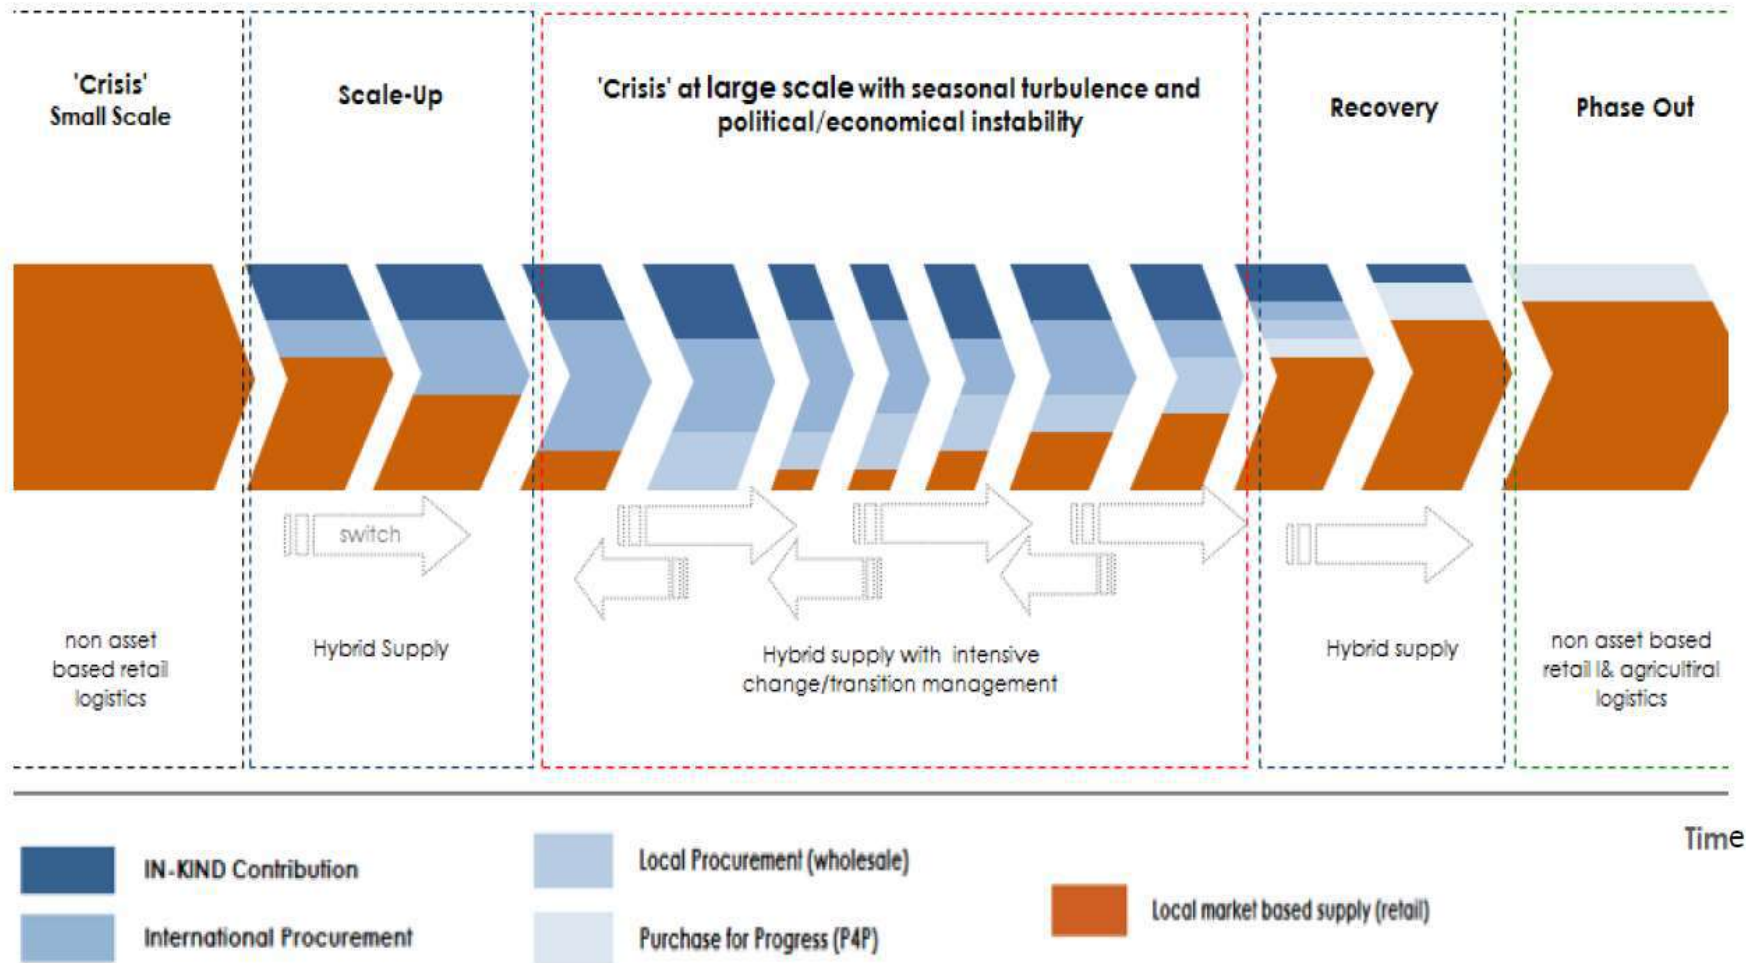 'Crisis'
Small Scale
Scale-Up
'Crisis' at large scale with seasonal turbulence and
political/economical instability
Recovery
Phase Out
switch
non asset
based retail
logistics
Hybrid Supply
Hybrid supply with intensive
change/transition management
Hybrid supply
non asset based
retail l& agricultiral
logistics
Time
IN-KIND Contribution
International Procurement
Local Procurement (wholesale)
Purchase for Progress (P4P)
Local market based supply (retail)